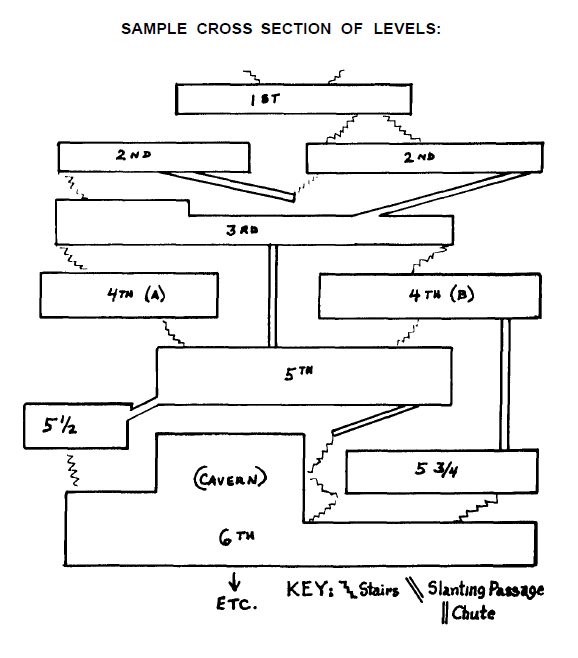 SAMPLE CROSS SECTION OF LEVELS:
1ST
2ND
2ND
3RD
4TH (A)
4TH (B)
5TH
5 1/2
5 3/4
(CAVERN)
6TH
ETC.
KEY: Stairs Slanting Passage
Chute